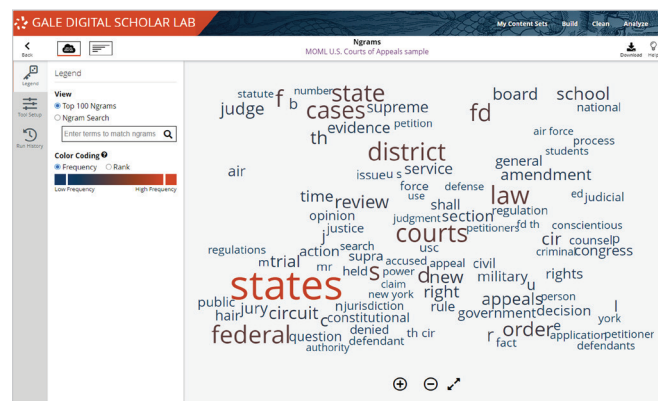 GALE DIGITAL SCHOLAR LAB
My Content Sets Build Clean Analyze
Back
Ngrams
MOML U.S. Courts of Appeals sample
Download Help
Legend
Tool Setup
Run History
Legend
View
Top 100 Ngrams
Ngram Search
Enter terms to match ngrams
Color Coding
Frequency Rank
Low Frequency High Frequency
statute f number state board school
judge b cases supreme fd national
th evidence petition air force
district process
students
air issue u s service general
force defense amendment
time review use shall law ed judicial
opinion judgment section regulation
j justice courts petitioners fd th conscientious
search usc cir counsel p
regulations action supra accused appeal civil criminal congress
m trial mr held s power d new military rights
states claim right u
new york appeals person
public n jurisdiction rule government decision l
hair jury circuit c constitutional york
federal question denied th cir r order e application petitioner
authority defendant fact defendants